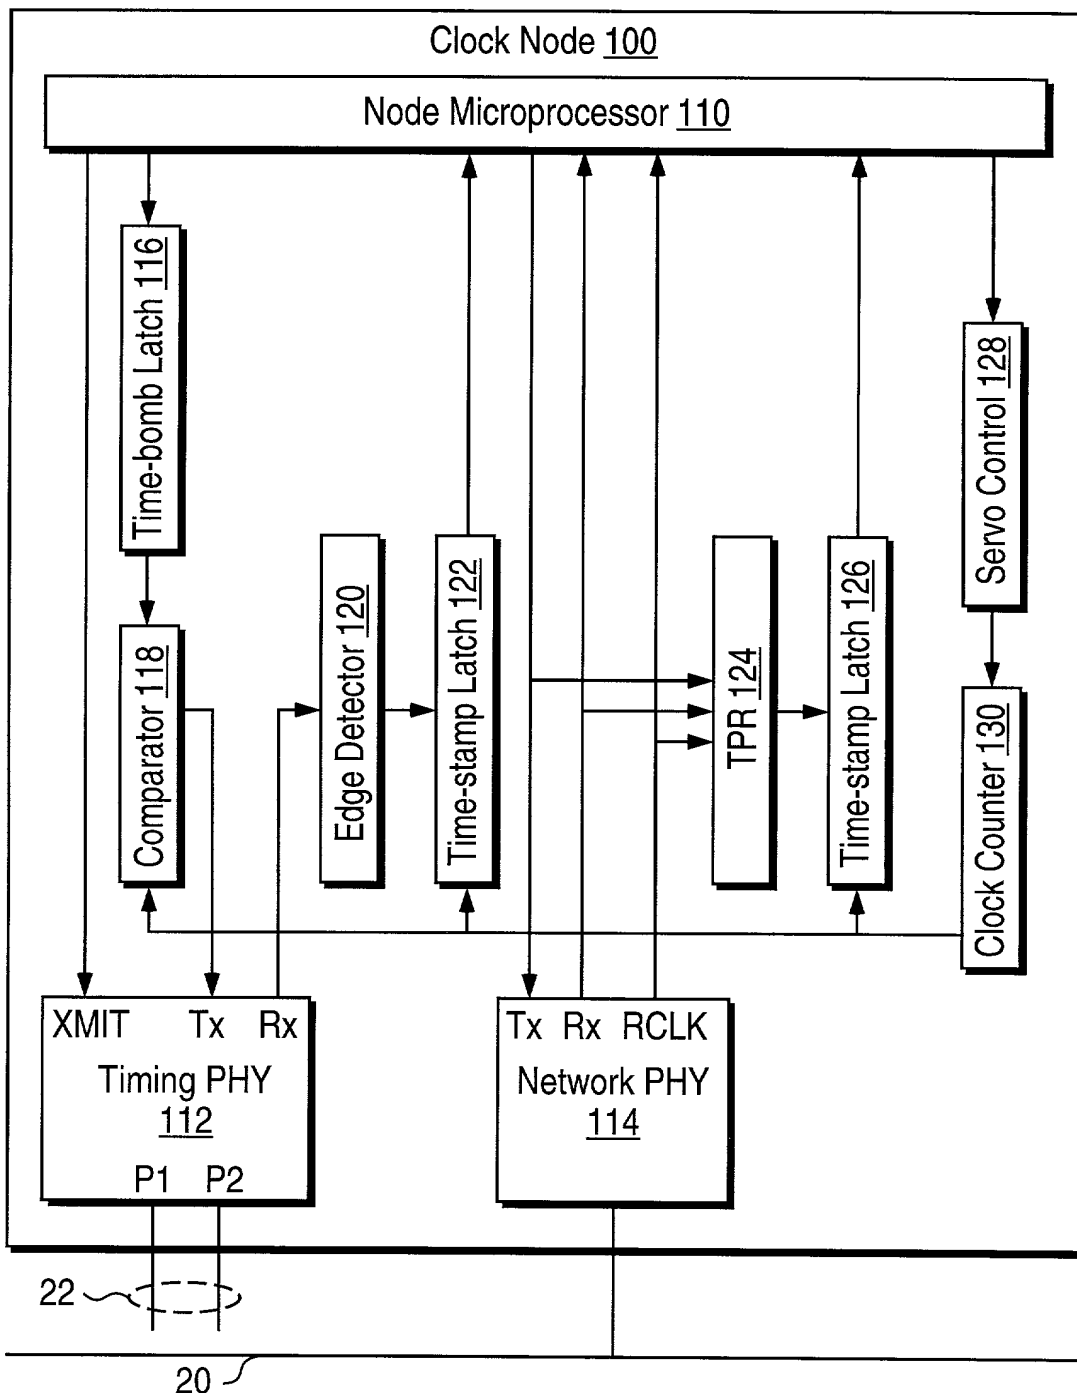 Clock Node 100
Node Microprocessor 110
Time-bomb Latch 116
Comparator 118
Edge Detector 120
Time-stamp Latch 122
TPR 124
Time-stamp Latch 126
Servo Control 128
Clock Counter 130
XMIT Tx Rx
Timing PHY
112
P1 P2
Tx Rx RCLK
Network PHY
114
22
20